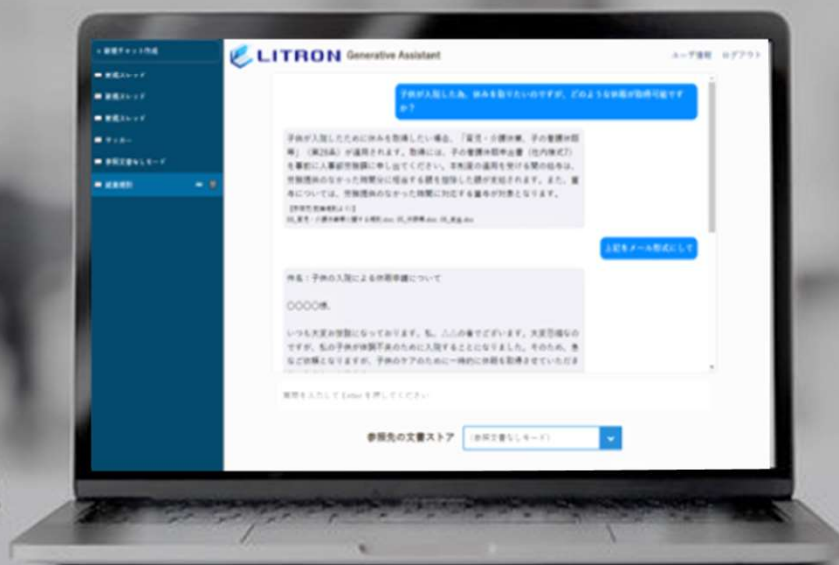 + 新規チャット作成
新規スレッド
新規スレッド
新規スレッド
サッカー
参照文書なしモード
就業規則
LITRON Generative Assistant
ユーザ情報 ログアウト
子供が入院した為、休みを取りたいのですが、どのような休暇が取得可能です
か？
子供が入院したために休みを取得したい場合、「育児・介護休業、子の看護休暇
等」（第28条）が適用されます。取得には、子の看護休暇申出書（社内様式7）
を事前に人事部労務課に申し出てください。本制度の適用を受ける間の給与は、
労務提供のなかった時間分に相当する額を控除した額が支給されます。また、賞
与については、労務提供のなかった時間に対応する賞与が対象となります。
上記をメール形式にして
件名：子供の入院による休暇申請について
〇〇〇〇様、
いつも大変お世話になっております。私、△△の者でございます。大変恐縮なの
ですが、私の子供が体調不良のために入院することになりました。そのため、急
なご依頼となりますが、子供のケアのために一時的に休暇を取得させていただき
質問を入力して Enter を押してください
参照先の文書ストア （参照文書なしモード）